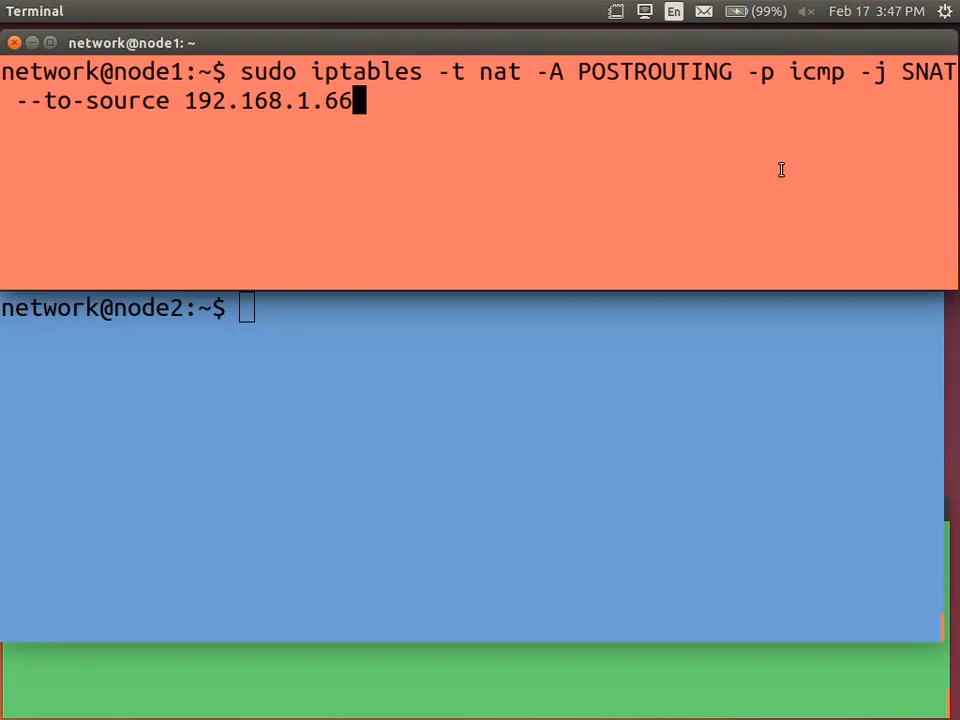 Terminal
En
(99%)
Feb 17 3:47 PM
network@node1: ~
network@node1:~$ sudo iptables -t nat -A POSTROUTING -p icmp -j SNAT
--to-source 192.168.1.66
network@node2:~$